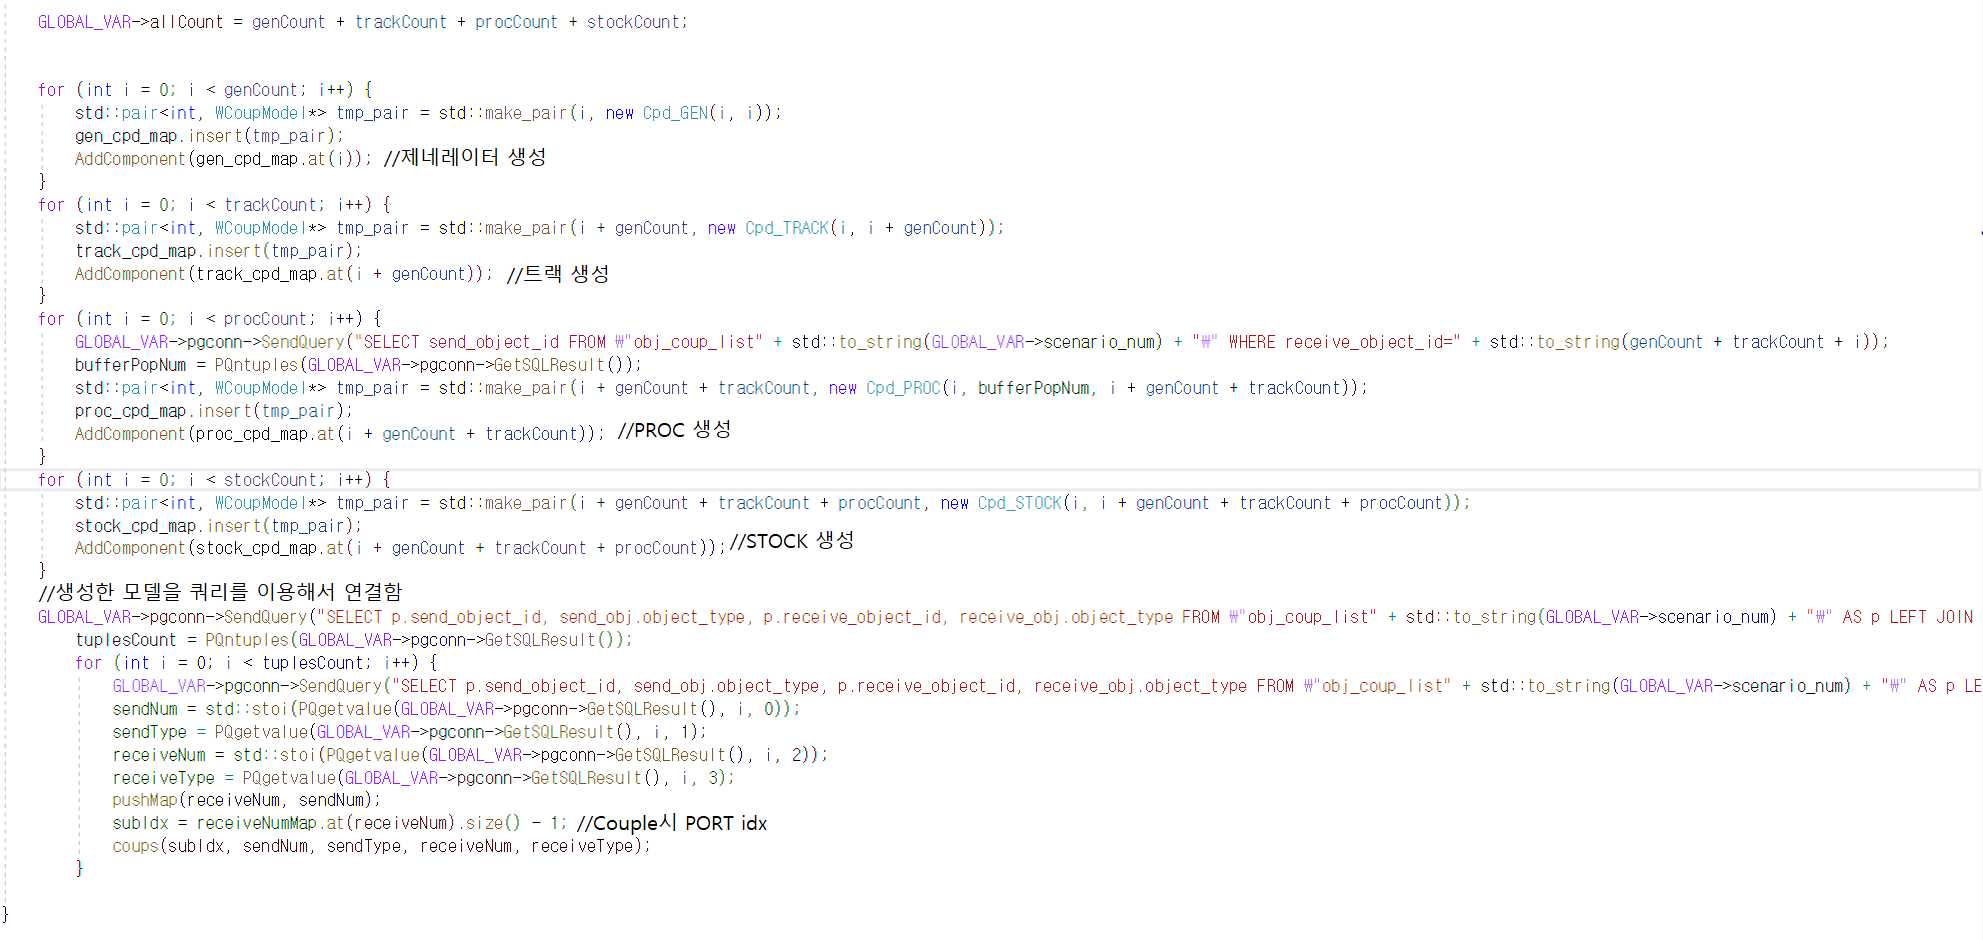 GLOBAL_VAR->allCount = genCount + trackCount + procCount + stockCount;
for (int i = 0; i < genCount; i++) {
std::pair<int, WCoupModel*> tmp_pair = std::make_pair(i, new Cpd_GEN(i, i));
gen_cpd_map.insert(tmp_pair);
AddComponent(gen_cpd_map.at(i)); //제네레이터 생성
}
for (int i = 0; i < trackCount; i++) {
std::pair<int, WCoupModel*> tmp_pair = std::make_pair(i + genCount, new Cpd_TRACK(i, i + genCount));
track_cpd_map.insert(tmp_pair);
AddComponent(track_cpd_map.at(i + genCount)); //트랙 생성
}
for (int i = 0; i < procCount; i++) {
GLOBAL_VAR->pgconn->SendQuery("SELECT send_object_id FROM ₩"obj_coup_list" + std::to_string(GLOBAL_VAR->scenario_num) + "₩" WHERE receive_object_id=" + std::to_string(genCount + trackCount + i));
bufferPopNum = PQntuples(GLOBAL_VAR->pgconn->GetSQLResult());
std::pair<int, WCoupModel*> tmp_pair = std::make_pair(i + genCount + trackCount, new Cpd_PROC(i, bufferPopNum, i + genCount + trackCount));
proc_cpd_map.insert(tmp_pair);
AddComponent(proc_cpd_map.at(i + genCount + trackCount)); //PROC 생성
}
for (int i = 0; i < stockCount; i++) {
std::pair<int, WCoupModel*> tmp_pair = std::make_pair(i + genCount + trackCount + procCount, new Cpd_STOCK(i, i + genCount + trackCount + procCount));
stock_cpd_map.insert(tmp_pair);
AddComponent(stock_cpd_map.at(i + genCount + trackCount + procCount)); //STOCK 생성
}
//생성한 모델을 쿼리를 이용해서 연결함
GLOBAL_VAR->pgconn->SendQuery("SELECT p.send_object_id, send_obj.object_type, p.receive_object_id, receive_obj.object_type FROM ₩"obj_coup_list" + std::to_string(GLOBAL_VAR->scenario_num) + "₩" AS p LEFT JOIN
tuplesCount = PQntuples(GLOBAL_VAR->pgconn->GetSQLResult());
for (int i = 0; i < tuplesCount; i++) {
GLOBAL_VAR->pgconn->SendQuery("SELECT p.send_object_id, send_obj.object_type, p.receive_object_id, receive_obj.object_type FROM ₩"obj_coup_list" + std::to_string(GLOBAL_VAR->scenario_num) + "₩" AS p LE
sendNum = std::stoi(PQgetvalue(GLOBAL_VAR->pgconn->GetSQLResult(), i, 0));
sendType = PQgetvalue(GLOBAL_VAR->pgconn->GetSQLResult(), i, 1);
receiveNum = std::stoi(PQgetvalue(GLOBAL_VAR->pgconn->GetSQLResult(), i, 2));
receiveType = PQgetvalue(GLOBAL_VAR->pgconn->GetSQLResult(), i, 3);
pushMap(receiveNum, sendNum);
subIdx = receiveNumMap.at(receiveNum).size() - 1; //Couple시 PORT idx
coups(subIdx, sendNum, sendType, receiveNum, receiveType);
}
}